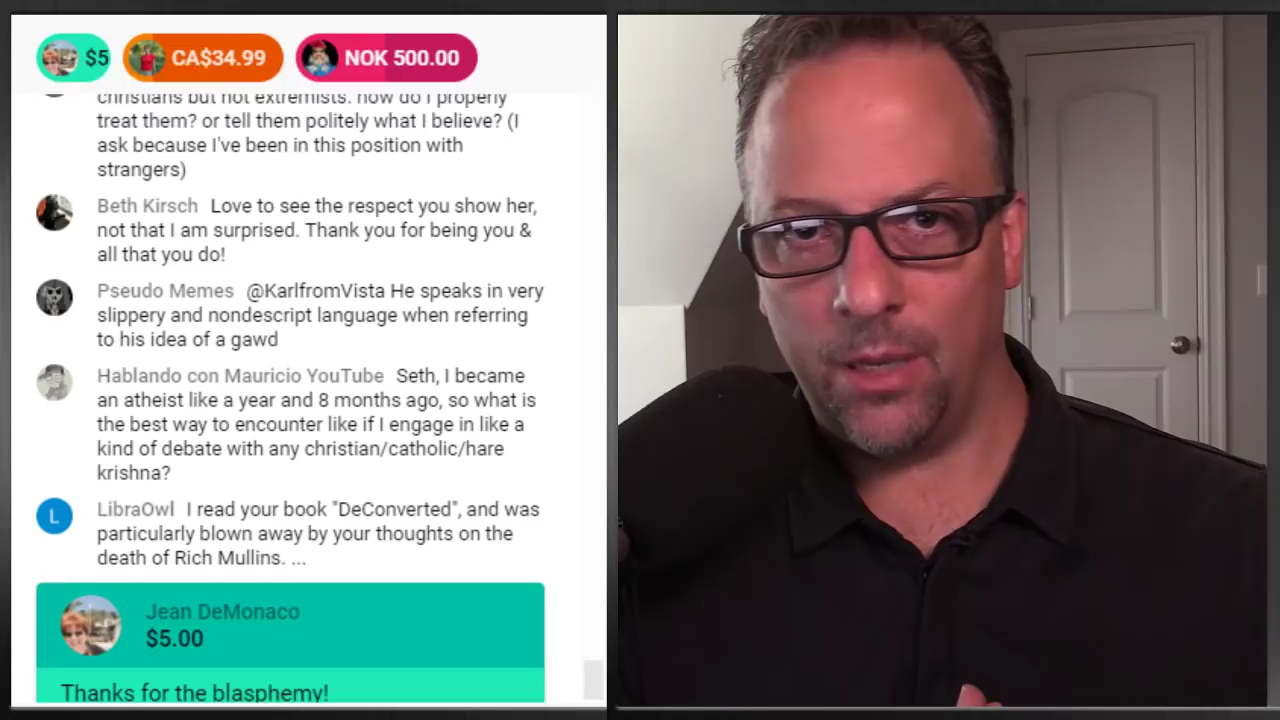 $5
CA$34.99
NOK 500.00
christians but not extremists. how do I properly
treat them? or tell them politely what I believe? (I
ask because I've been in this position with
strangers)
Beth Kirsch Love to see the respect you show her,
not that I am surprised. Thank you for being you &
all that you do!
Pseudo Memes @KarlfromVista He speaks in very
slippery and nondescript language when referring
to his idea of a gawd
Hablando con Mauricio YouTube Seth, I became
an atheist like a year and 8 months ago, so what is
the best way to encounter like if I engage in like a
kind of debate with any christian/catholic/hare
krishna?
L
LibraOwl I read your book "DeConverted", and was
particularly blown away by your thoughts on the
death of Rich Mullins. ...
Jean DeMonaco
$5.00
Thanks for the blasphemy!